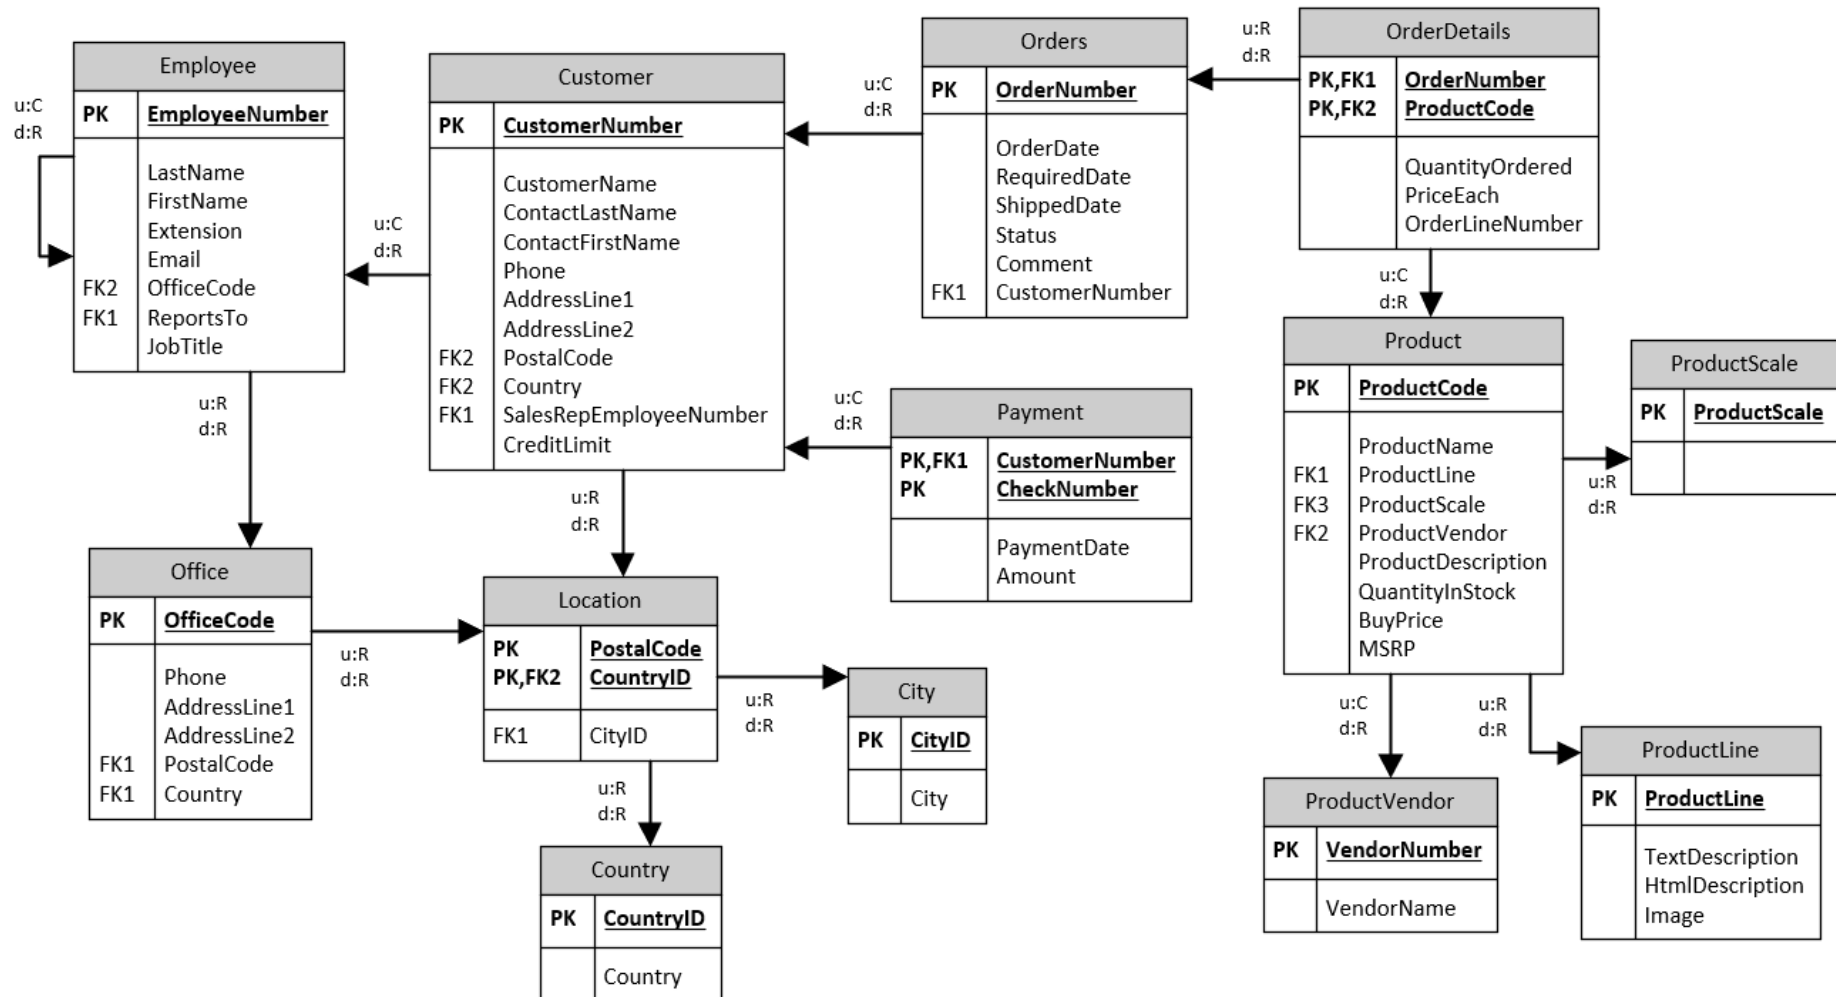 Employee
PK EmployeeNumber
LastName
FirstName
Extension
Email
FK2 OfficeCode
FK1 ReportsTo
JobTitle
u:C
d:R
u:C
d:R
u:R
d:R
Customer
PK CustomerNumber
CustomerName
ContactLastName
ContactFirstName
Phone
AddressLine1
AddressLine2
FK2 PostalCode
FK2 Country
FK1 SalesRepEmployeeNumber
CreditLimit
u:C
d:R
u:C
d:R
u:R
d:R
Orders
PK OrderNumber
OrderDate
RequiredDate
ShippedDate
Status
Comment
FK1 CustomerNumber
u:R
d:R
OrderDetails
PK,FK1 OrderNumber
PK,FK2 ProductCode
QuantityOrdered
PriceEach
OrderLineNumber
u:C
d:R
Payment
PK,FK1 CustomerNumber
PK CheckNumber
PaymentDate
Amount
Product
PK ProductCode
ProductName
FK1 ProductLine
FK3 ProductScale
FK2 ProductVendor
ProductDescription
QuantityInStock
BuyPrice
MSRP
u:R
d:R
ProductScale
PK ProductScale
u:C
d:R
u:R
d:R
Office
PK OfficeCode
Phone
AddressLine1
AddressLine2
FK1 PostalCode
FK1 Country
u:R
d:R
Location
PK PostalCode
PK,FK2 CountryID
FK1 CityID
u:R
d:R
City
PK CityID
City
u:R
d:R
Country
PK CountryID
Country
ProductVendor
PK VendorNumber
VendorName
ProductLine
PK ProductLine
TextDescription
HtmlDescription
Image